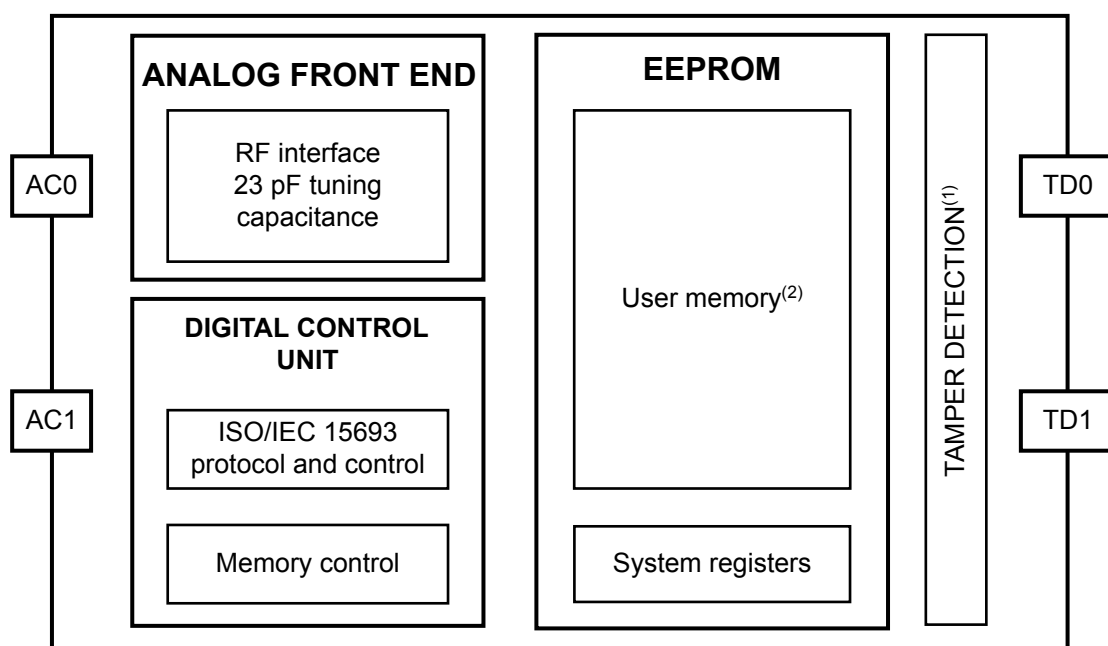 ANALOG FRONT END
RF interface
23 pF tuning
capacitance
EEPROM
User memory(2)
System registers
DIGITAL CONTROL
UNIT
ISO/IEC 15693
protocol and control
Memory control
TAMPER DETECTION(1)
AC0
AC1
TD0
TD1